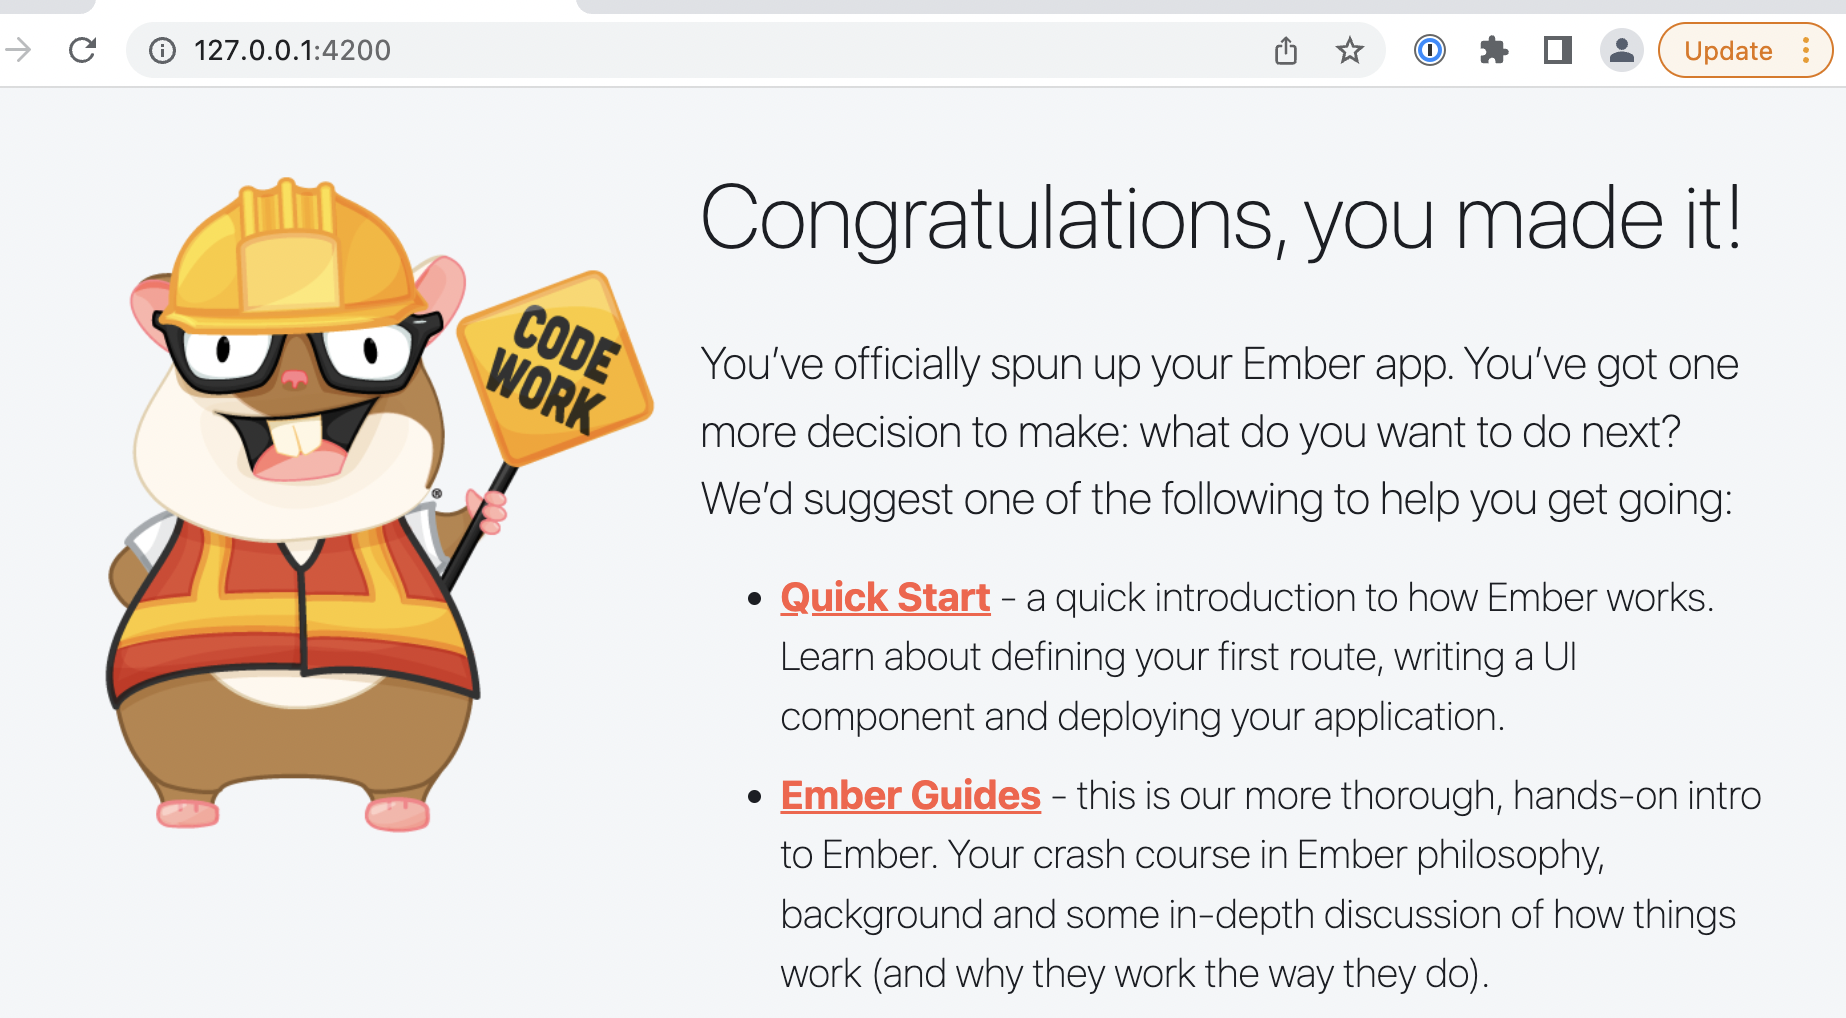 127.0.0.1:4200
Update
Congratulations, you made it!
CODE
WORK
®
You’ve officially spun up your Ember app. You’ve got one
more decision to make: what do you want to do next?
We’d suggest one of the following to help you get going:
• Quick Start - a quick introduction to how Ember works.
Learn about defining your first route, writing a UI
component and deploying your application.
• Ember Guides - this is our more thorough, hands-on intro
to Ember. Your crash course in Ember philosophy,
background and some in-depth discussion of how things
work (and why they work the way they do).